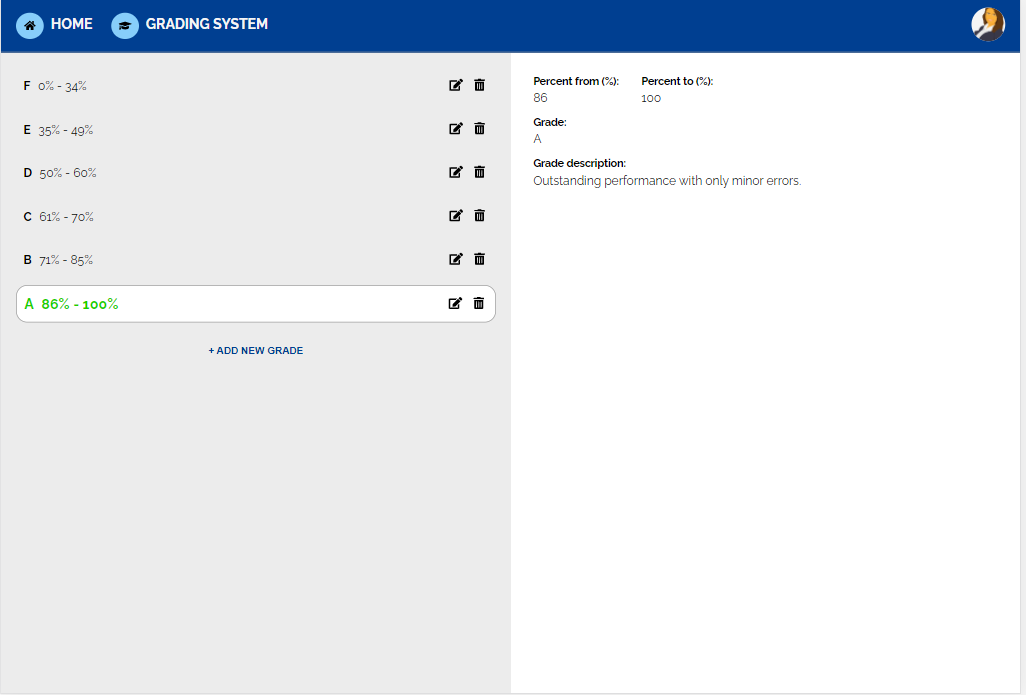 HOME GRADING SYSTEM
F 0% - 34%
E 35% - 49%
D 50% - 60%
C 61% - 70%
B 71% - 85%
A 86% - 100%
+ ADD NEW GRADE
Percent from (%): Percent to (%):
86 100
Grade:
A
Grade description:
Outstanding performance with only minor errors.